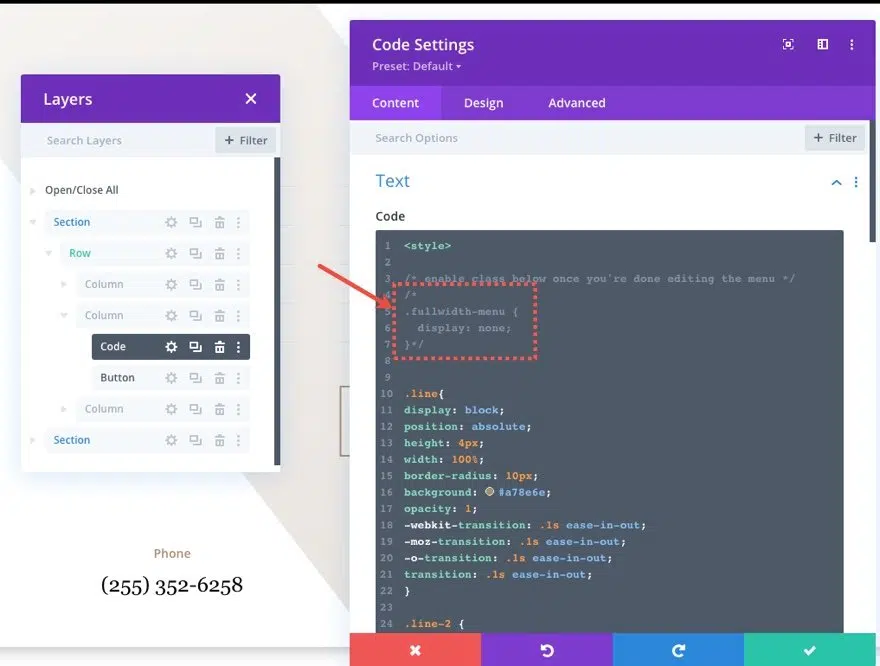 Layers
Search Layers
+ Filter
Open/Close All
Section
Row
Column
Column
Code
Button
Column
Section
Phone
(255) 352-6258
Code Settings
Preset: Default
Content Design Advanced
Search Options
+ Filter
Text
Code
1 <style>
2
3 /* enable class below once you're done editing the menu */
4 /*
5 .fullwidth-menu {
6 display: none;
7 }*/
8
9
10 .line{
11 display: block;
12 position: absolute;
13 height: 4px;
14 width: 100%;
15 border-radius: 10px;
16 background: #a78e6e;
17 opacity: 1;
18 -webkit-transition: .1s ease-in-out;
19 -moz-transition: .1s ease-in-out;
20 -o-transition: .1s ease-in-out;
21 transition: .1s ease-in-out;
22 }
23
24 .line-2 {